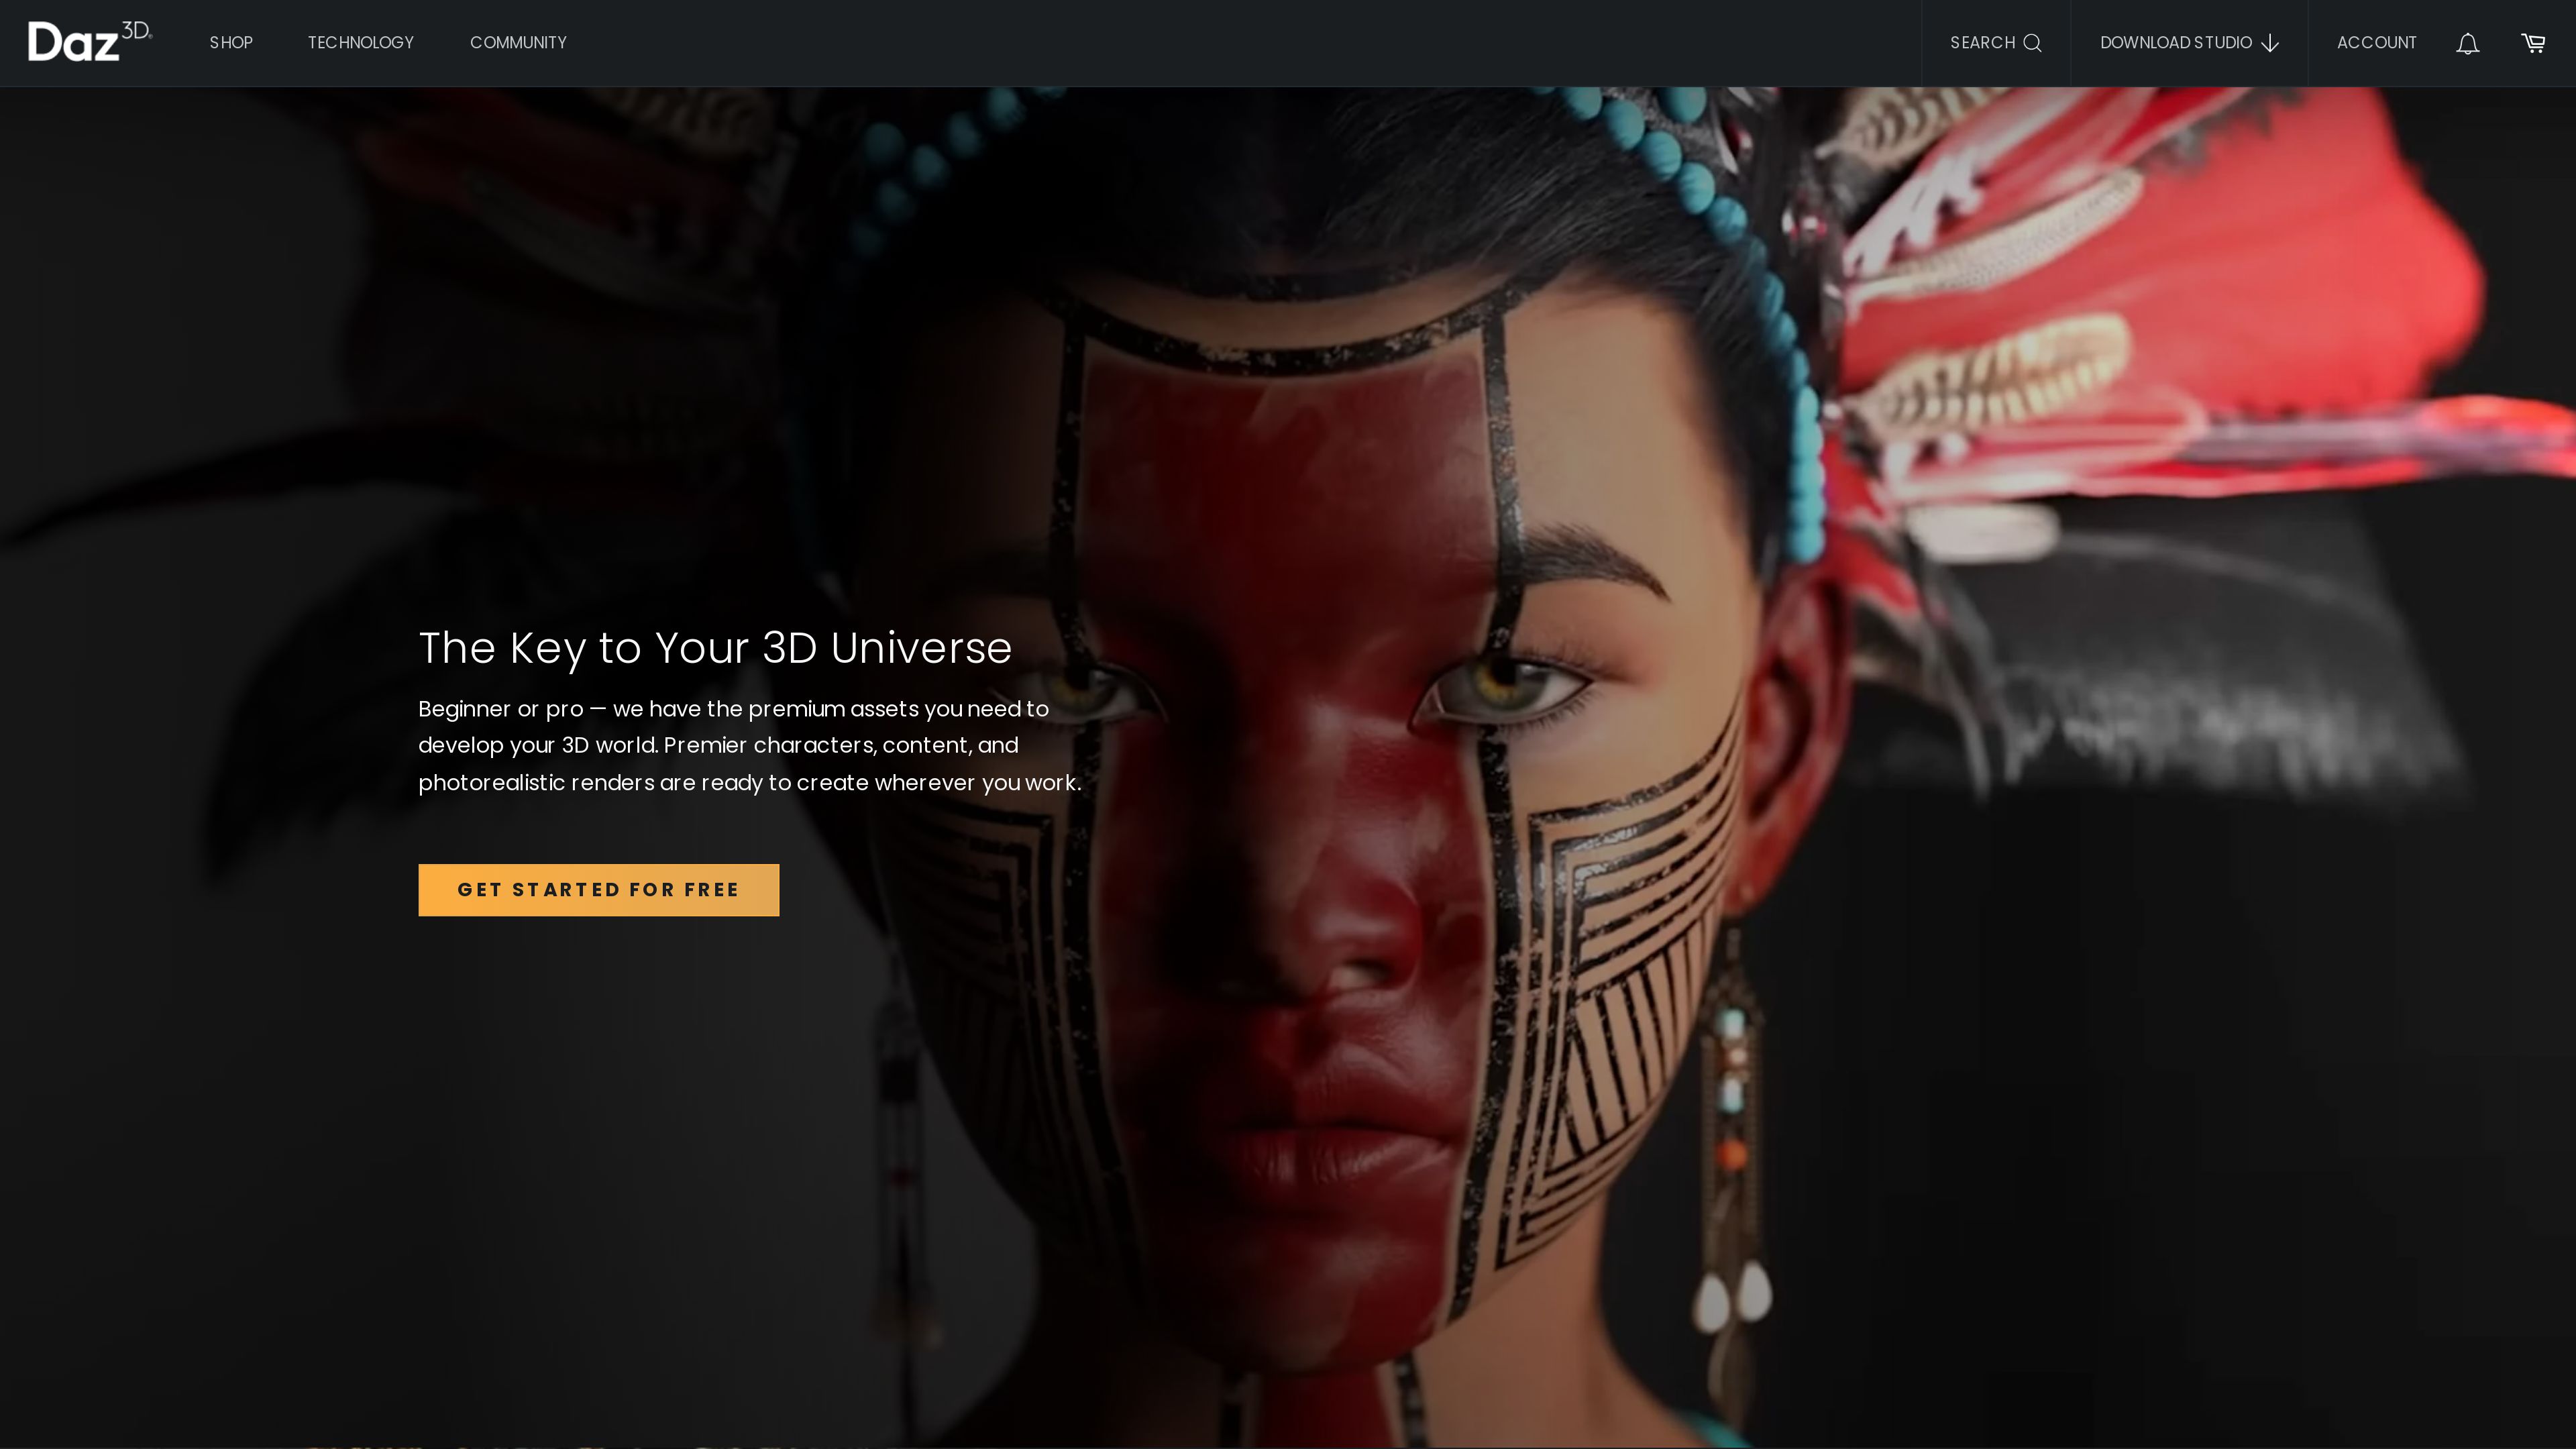 Daz 3D
SHOP
TECHNOLOGY
COMMUNITY
SEARCH
DOWNLOAD STUDIO
ACCOUNT
The Key to Your 3D Universe
Beginner or pro — we have the premium assets you need to
develop your 3D world. Premier characters, content, and
photorealistic renders are ready to create wherever you work.
GET STARTED FOR FREE